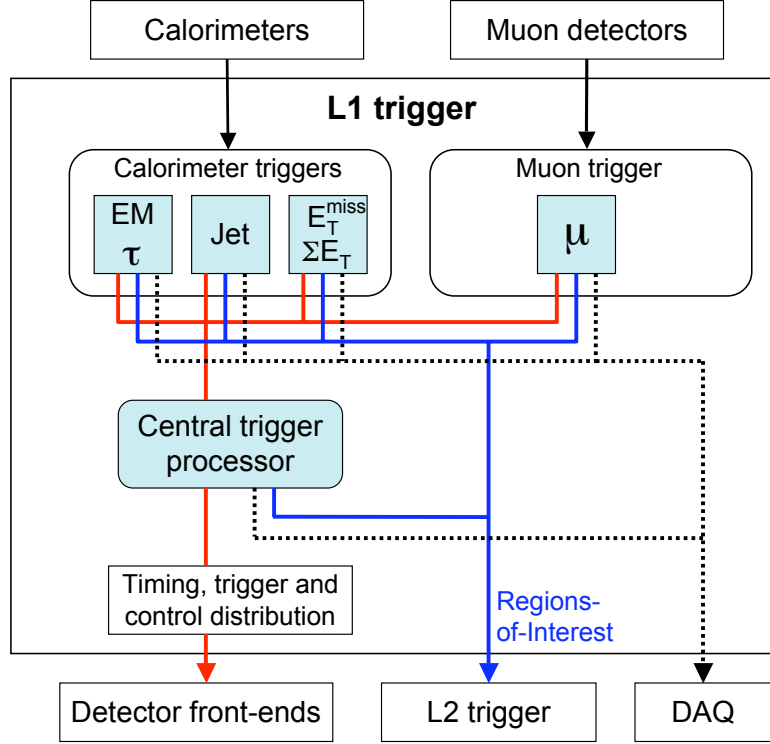 Calorimeters
Muon detectors
L1 trigger
Calorimeter triggers
Muon trigger
EM
τ
Jet
E_T^miss
ΣE_T
μ
Central trigger
processor
Timing, trigger and
control distribution
Regions-
of-Interest
Detector front-ends
L2 trigger
DAQ